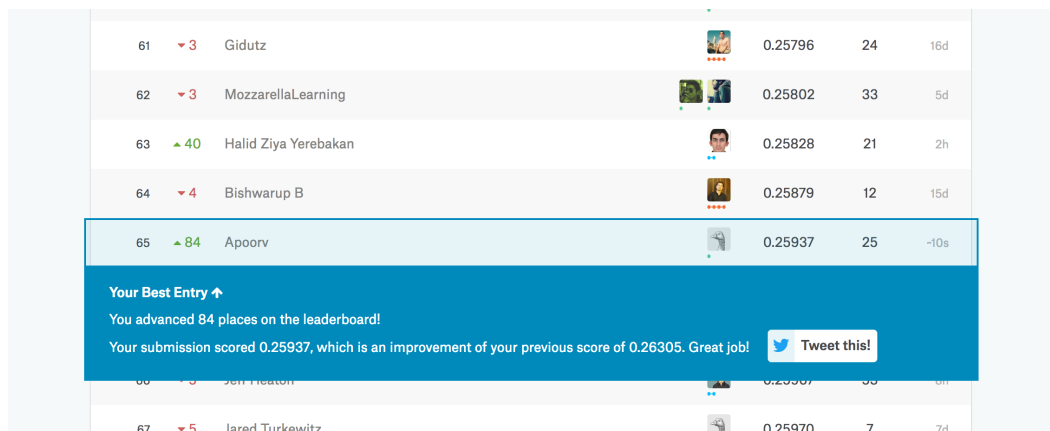 61 3 Gidutz 0.25796 24 16d
62 3 MozzarellaLearning 0.25802 33 5d
63 40 Halid Ziya Yerebakan 0.25828 21 2h
64 4 Bishwarup B 0.25879 12 15d
65 84 Apoorv 0.25937 25 ~10s
Your Best Entry
You advanced 84 places on the leaderboard!
Your submission scored 0.25937, which is an improvement of your previous score of 0.26305. Great job!
Tweet this!
67 5 Jared Turkewitz 0.25970 7 7d